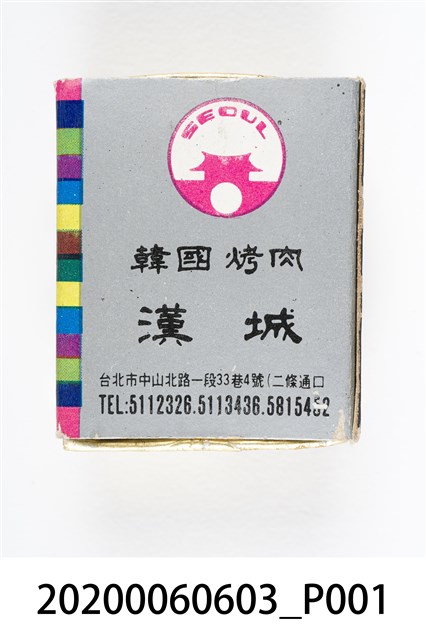 SEOUL
韓國 烤肉
漢 城
台北市中山北路一段33巷4號(二條通口
TEL:5112326.5113436.5815482
20200060603_P001